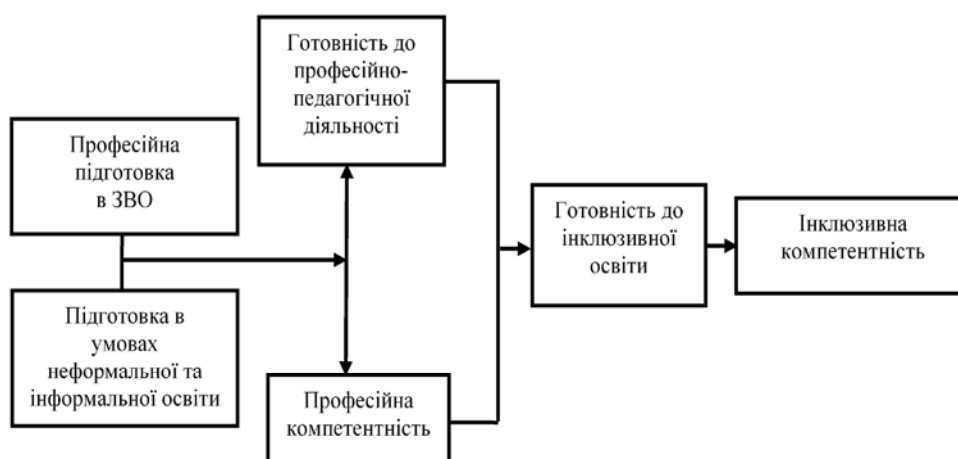 Професійна
підготовка
в ЗВО
Підготовка в
умовах
неформальної та
інформальної освіти
Готовність до
професійно-
педагогічної
діяльності
Професійна
компетентність
Готовність до
інклюзивної
освіти
Інклюзивна
компетентність